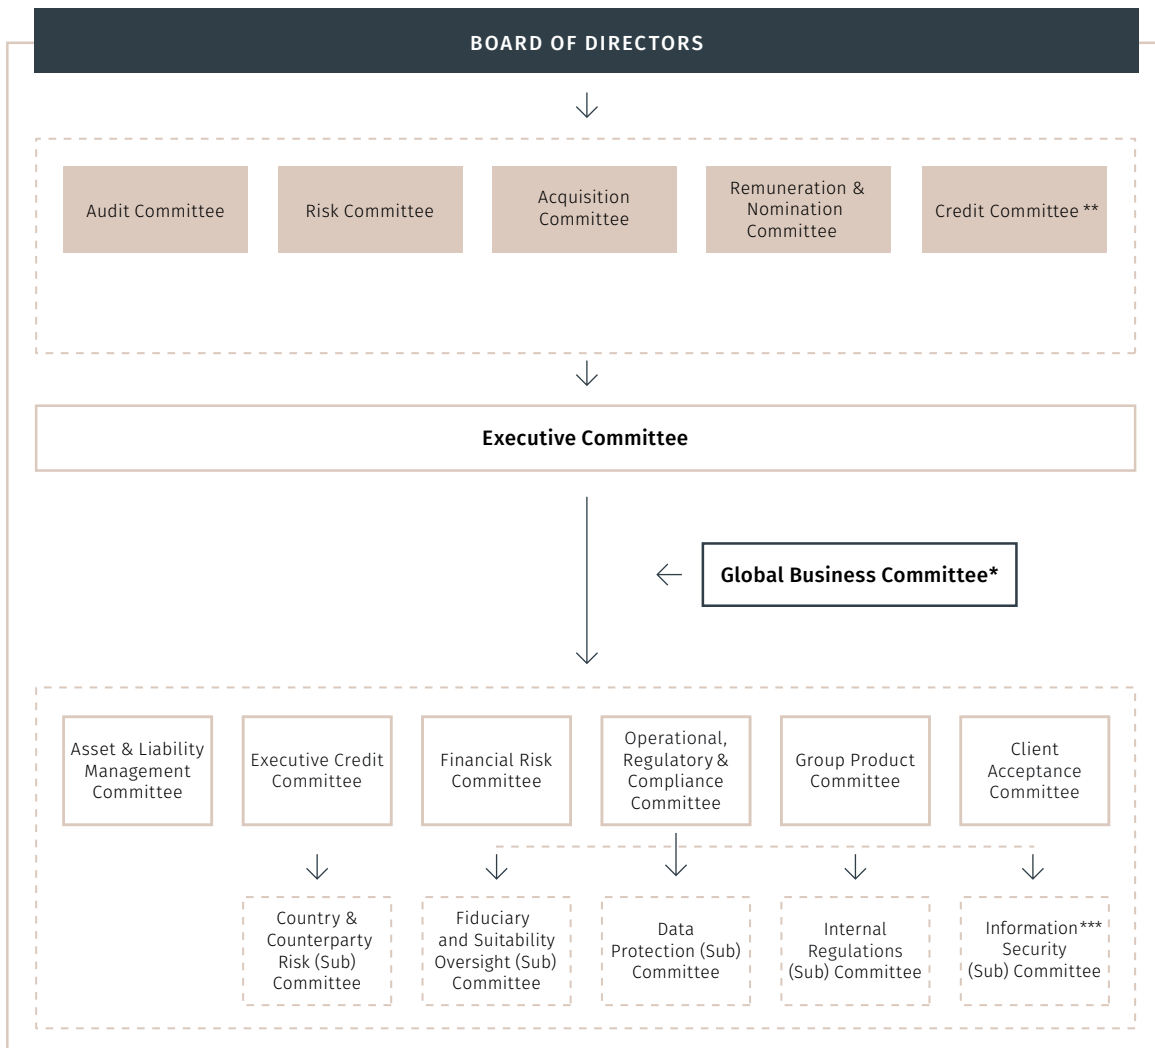 BOARD OF DIRECTORS
Audit Committee
Risk Committee
Acquisition
Committee
Remuneration &
Nomination
Committee
Credit Committee **
Executive Committee
Global Business Committee*
Asset & Liability
Management
Committee
Executive Credit
Committee
Financial Risk
Committee
Operational,
Regulatory &
Compliance
Committee
Group Product
Committee
Client
Acceptance
Committee
Country &
Counterparty
Risk (Sub)
Committee
Fiduciary
and Suitability
Oversight (Sub)
Committee
Data
Protection (Sub)
Committee
Internal
Regulations
(Sub) Committee
Information***
Security
(Sub) Committee